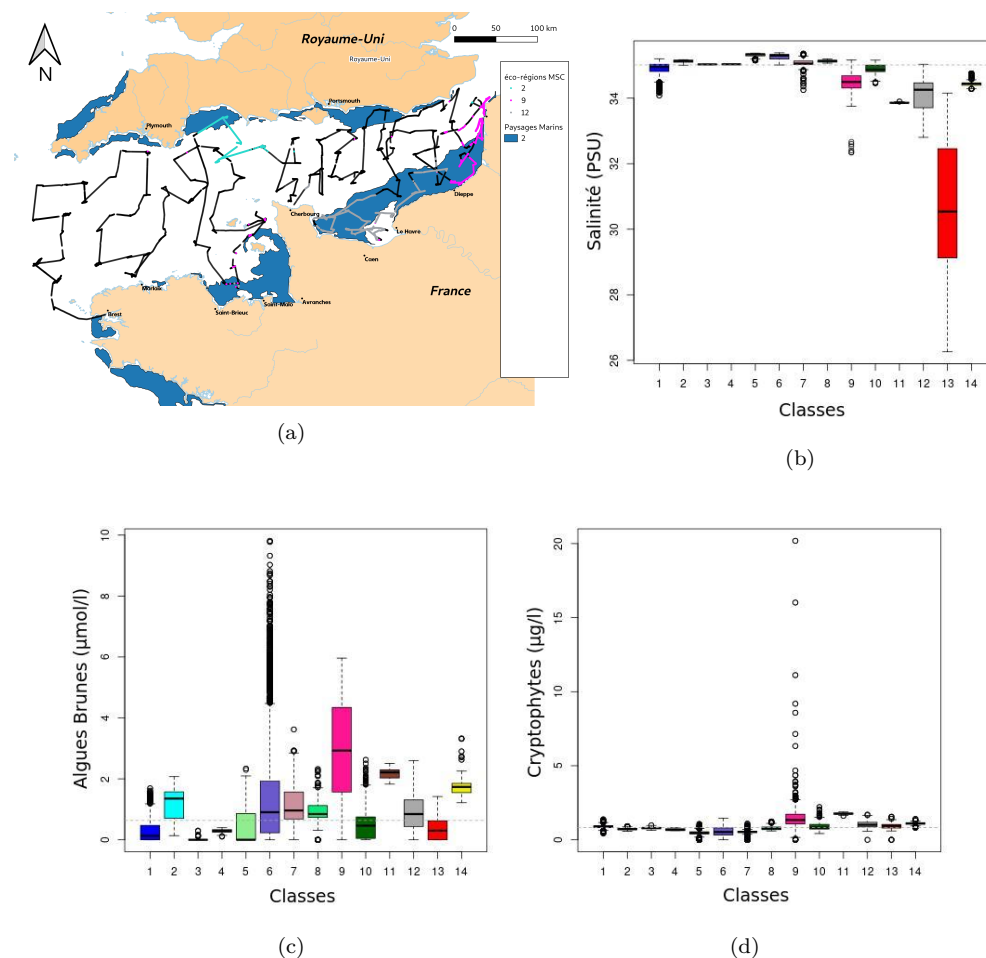 Royaume-Uni
0 50 100 km
N
Royaume-Uni
éco-régions MSC
2
9
12
Paysages Marins
2
Portsmouth
Plymouth
Dieppe
Cherbourg
Le Havre
Caen
France
Morlaix
Saint-Malo
Avranches
Saint-Brieuc
Brest
(a)
Salinité (PSU)
34
32
30
28
26
1 2 3 4 5 6 7 8 9 10 11 12 13 14
Classes
(b)
Algues Brunes (µmol/l)
10
8
6
4
2
0
1 2 3 4 5 6 7 8 9 10 11 12 13 14
Classes
(c)
Cryptophytes (µg/l)
20
15
10
5
0
1 2 3 4 5 6 7 8 9 10 11 12 13 14
Classes
(d)